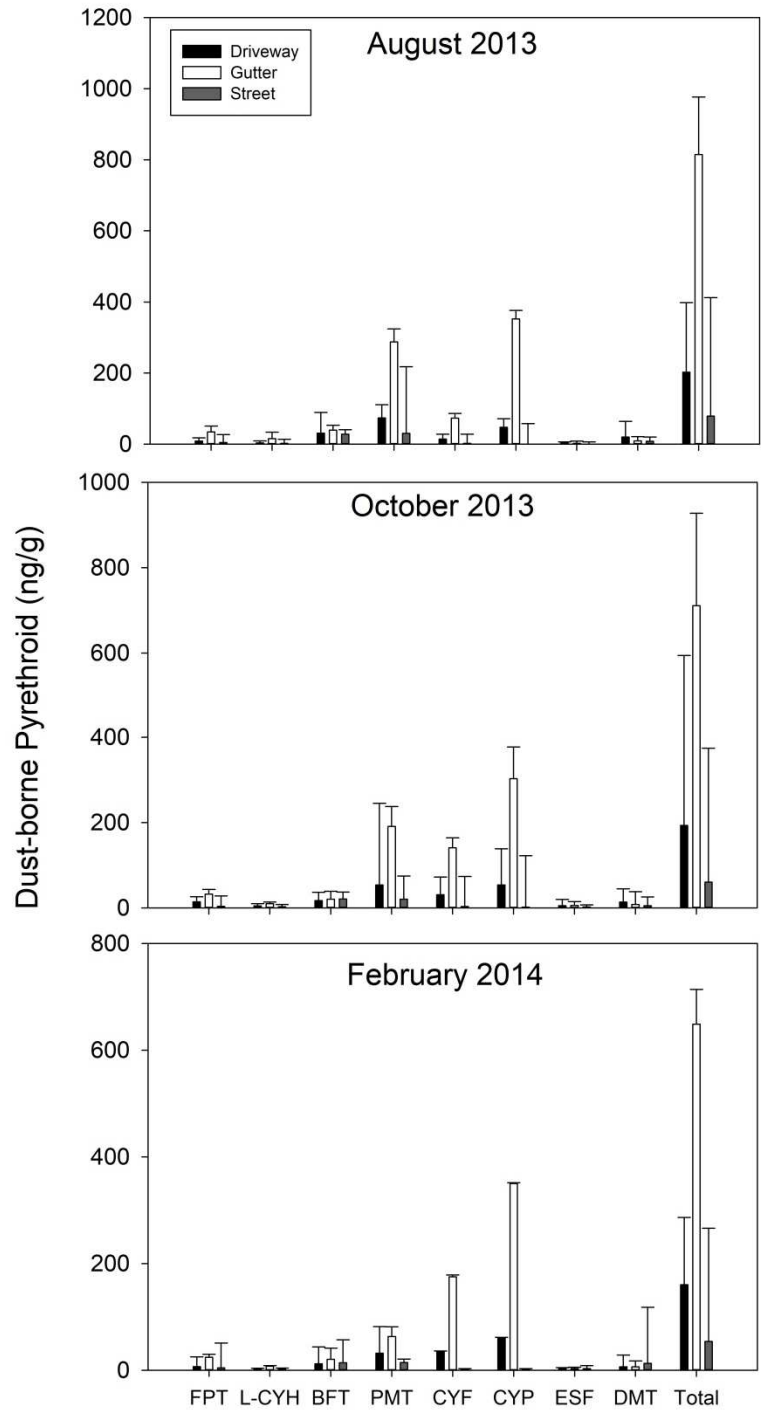 Dust-borne Pyrethroid (ng/g)
August 2013
Driveway
Gutter
Street
1200
1000
800
600
400
200
0
October 2013
1000
800
600
400
200
0
February 2014
800
600
400
200
0
FPT L-CYH BFT PMT CYF CYP ESF DMT Total